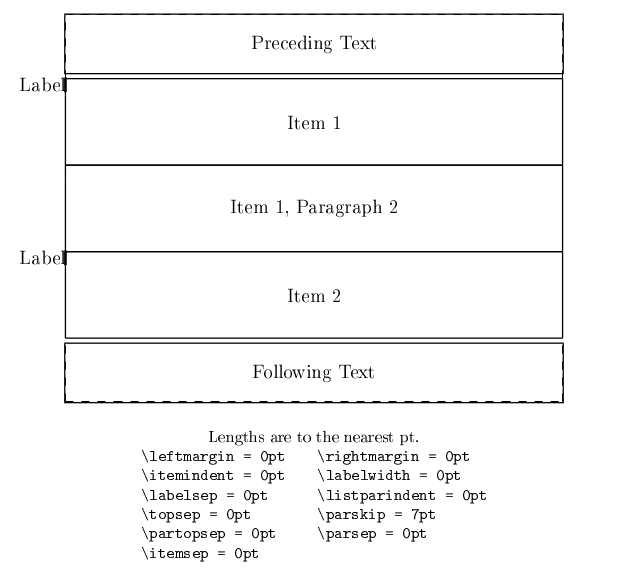 Preceding Text
Label
Item 1
Item 1, Paragraph 2
Label
Item 2
Following Text
Lengths are to the nearest pt.
\leftmargin = 0pt \rightmargin = 0pt
\itemindent = 0pt \labelwidth = 0pt
\labelsep = 0pt \listparindent = 0pt
\topsep = 0pt \parskip = 7pt
\partopsep = 0pt \parsep = 0pt
\itemsep = 0pt